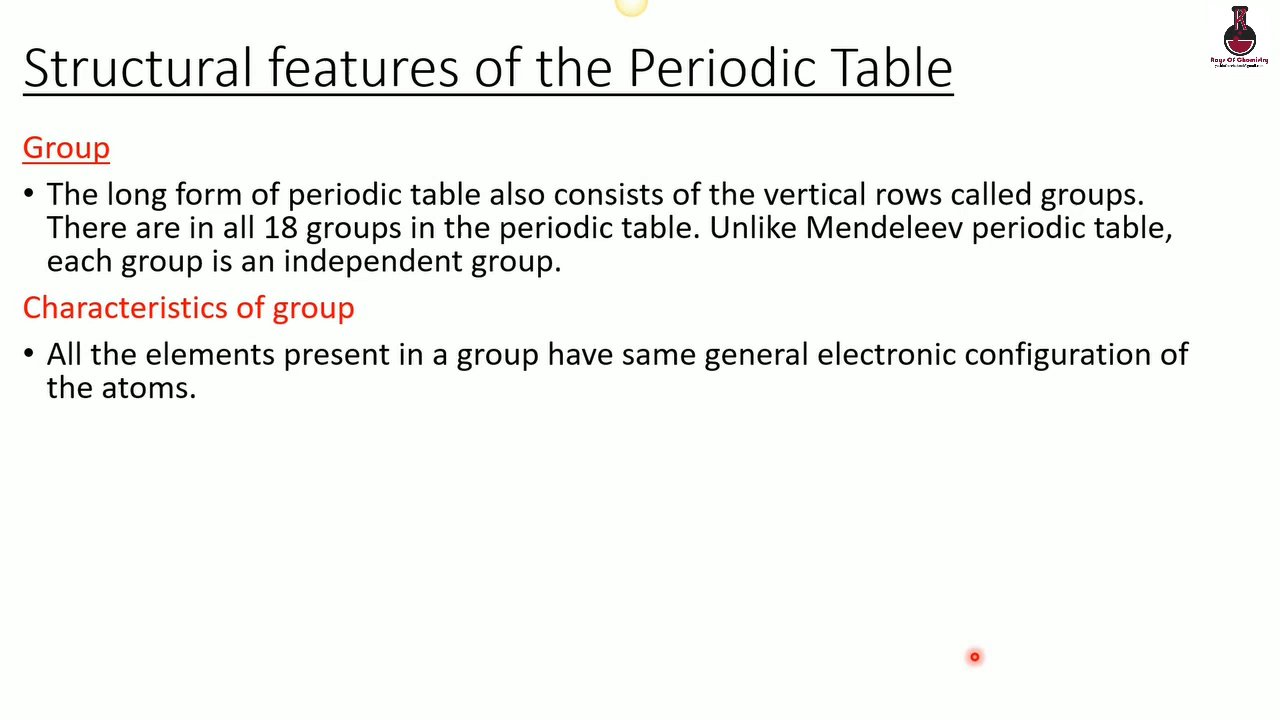 Structural features of the Periodic Table
Rays Of Chemistry
Group
• The long form of periodic table also consists of the vertical rows called groups.
There are in all 18 groups in the periodic table. Unlike Mendeleev periodic table,
each group is an independent group.
Characteristics of group
• All the elements present in a group have same general electronic configuration of
the atoms.